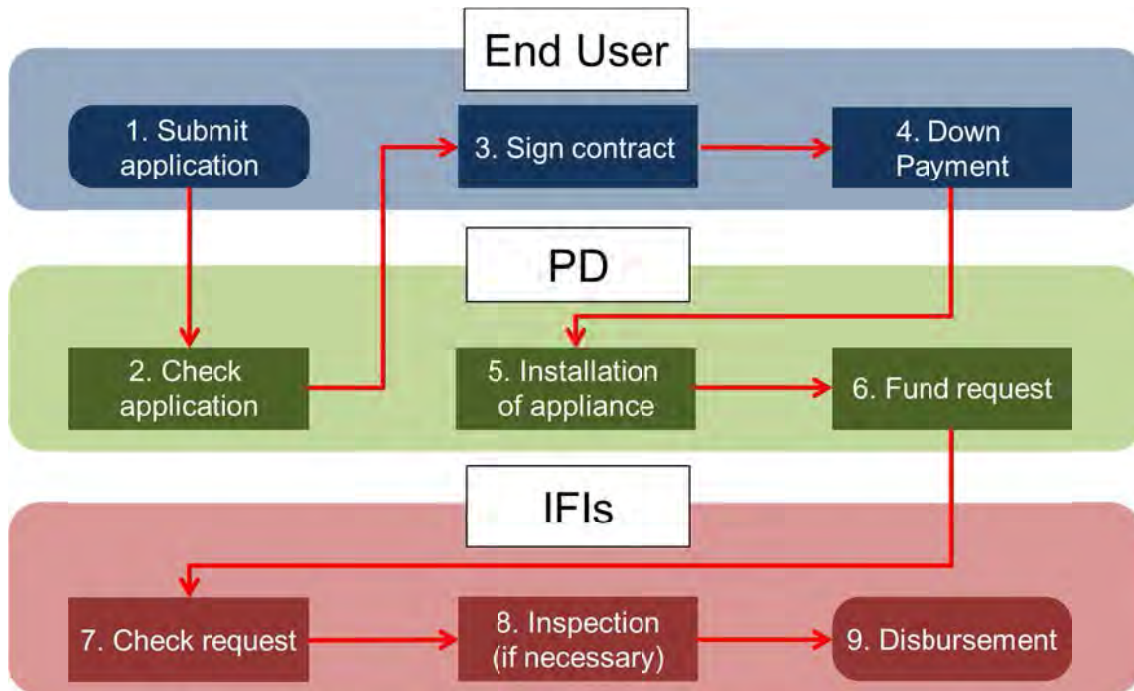 End User
1. Submit
application
3. Sign contract
4. Down
Payment
PD
2. Check
application
5. Installation
of appliance
6. Fund request
IFIs
7. Check request
8. Inspection
(if necessary)
9. Disbursement